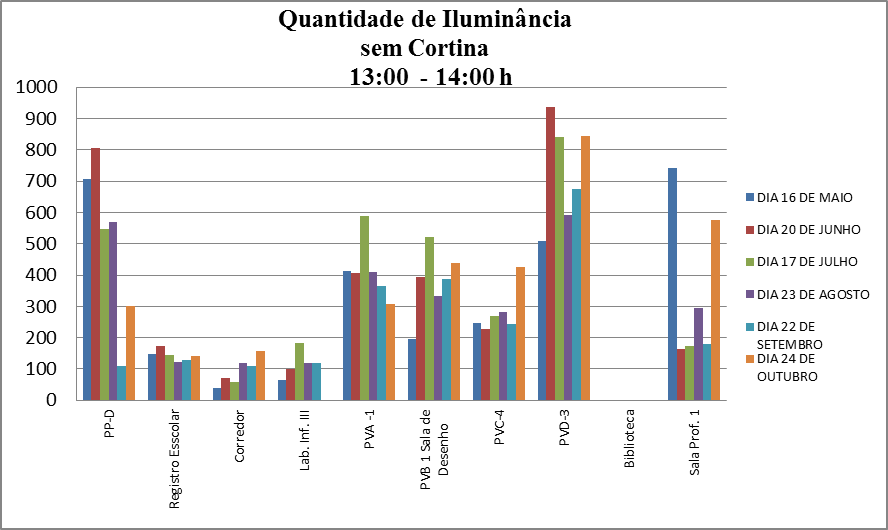 Quantidade de Iluminância
sem Cortina
13:00 - 14:00 h
1000
900
800
700
600
500
400
300
200
100
0
PP-D
Registro Esscolar
Corredor
Lab. Inf. III
PVA -1
PVB 1 Sala de
Desenho
PVC-4
PVD-3
Biblioteca
Sala Prof. 1
DIA 16 DE MAIO
DIA 20 DE JUNHO
DIA 17 DE JULHO
DIA 23 DE AGOSTO
DIA 22 DE
SETEMBRO
DIA 24 DE
OUTUBRO